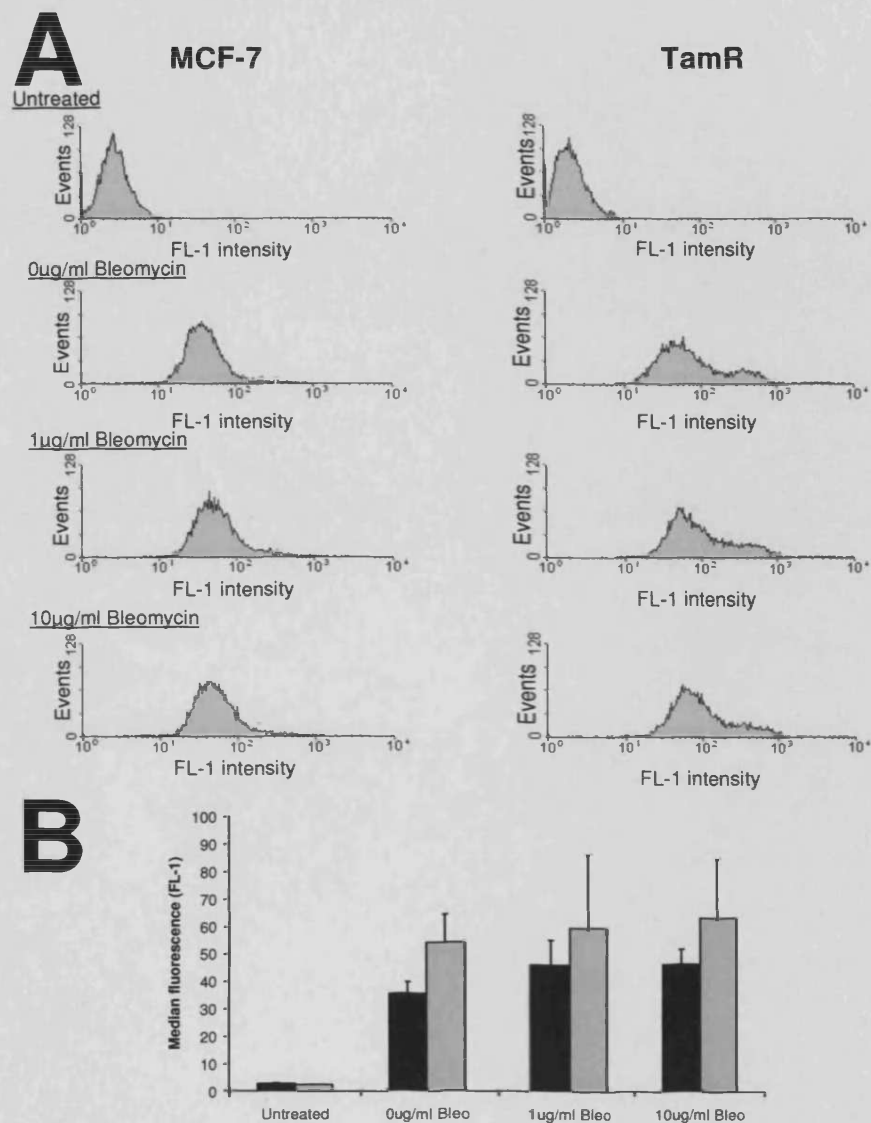 A
MCF-7
TamR
Untreated
Events
0
128
10⁰ 10¹ 10² 10³ 10⁴
FL-1 intensity
Events
0
128
10⁰ 10¹ 10² 10³ 10⁴
FL-1 intensity
0µg/ml Bleomycin
Events
0
128
10⁰ 10¹ 10² 10³ 10⁴
FL-1 intensity
Events
0
128
10⁰ 10¹ 10² 10³ 10⁴
FL-1 intensity
1µg/ml Bleomycin
Events
0
128
10⁰ 10¹ 10² 10³ 10⁴
FL-1 intensity
Events
0
128
10⁰ 10¹ 10² 10³ 10⁴
FL-1 intensity
10µg/ml Bleomycin
Events
0
128
10⁰ 10¹ 10² 10³ 10⁴
FL-1 intensity
Events
0
128
10⁰ 10¹ 10² 10³ 10⁴
FL-1 intensity
B
Median fluorescence (FL-1)
100
90
80
70
60
50
40
30
20
10
0
Untreated 0ug/ml Bleo 1ug/ml Bleo 10ug/ml Bleo